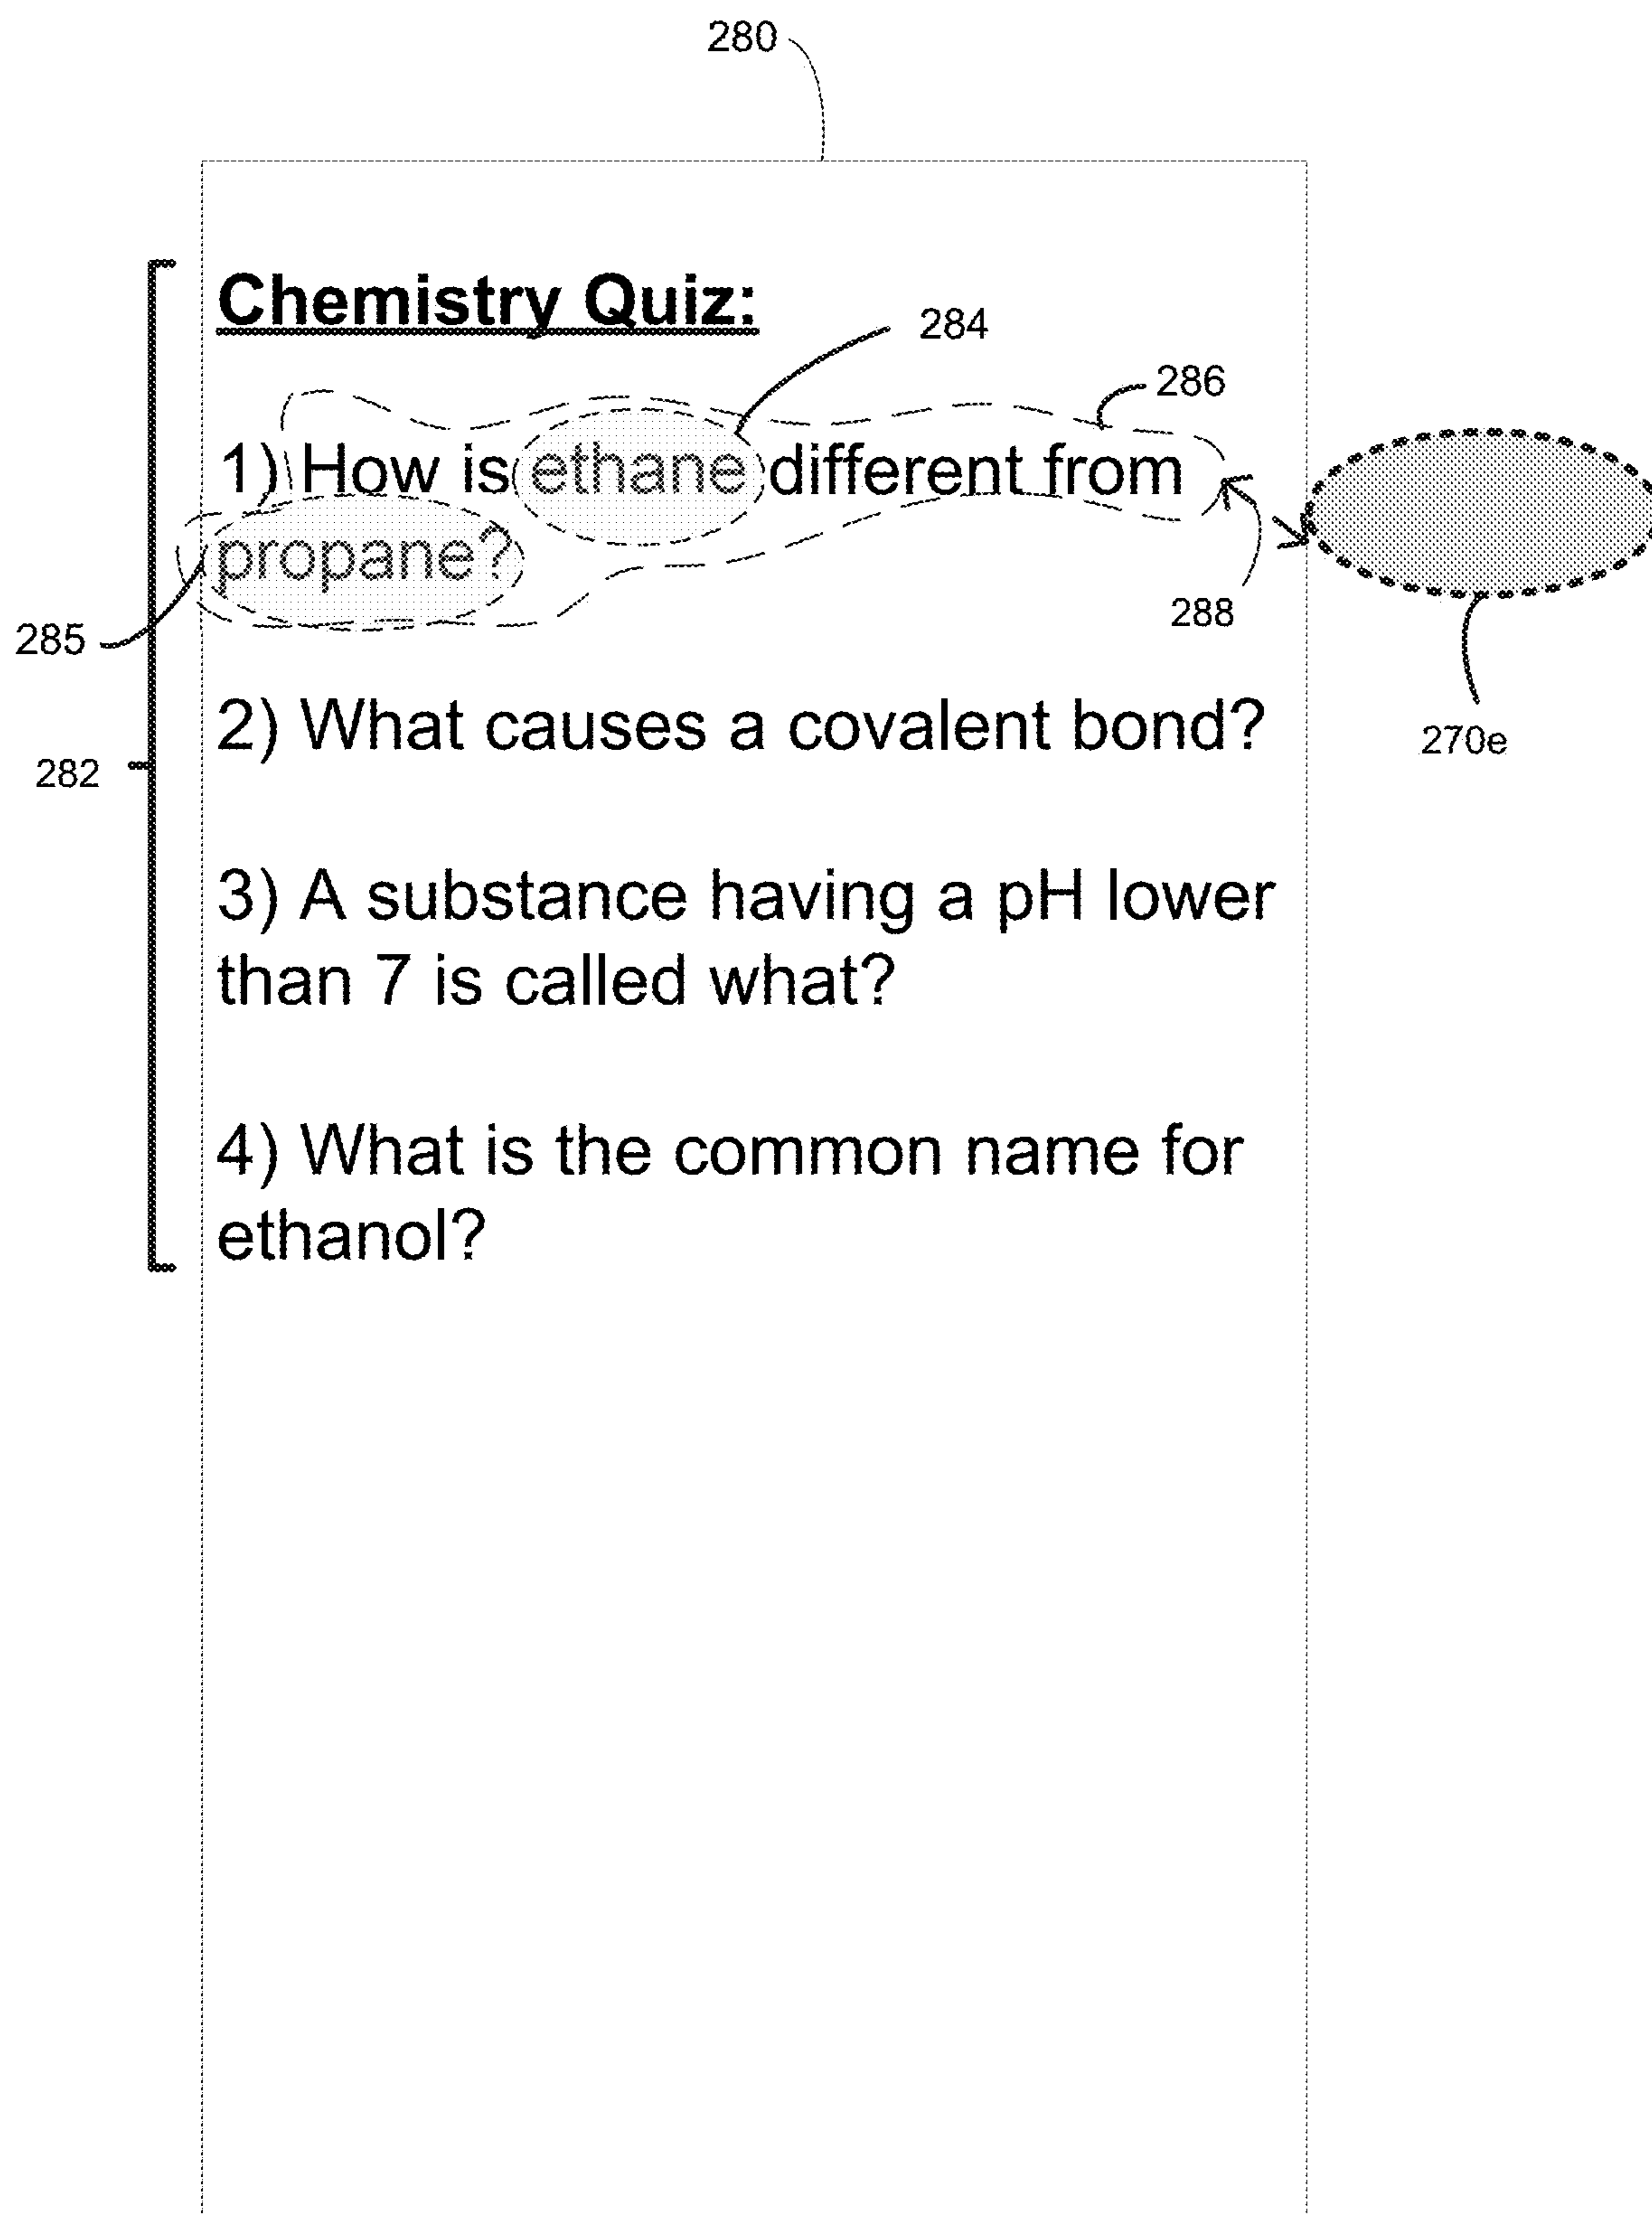 280
Chemistry Quiz:
284
286
1) How is ethane different from
propane?
288
285
270e
2) What causes a covalent bond?
282
3) A substance having a pH lower
than 7 is called what?
4) What is the common name for
ethanol?